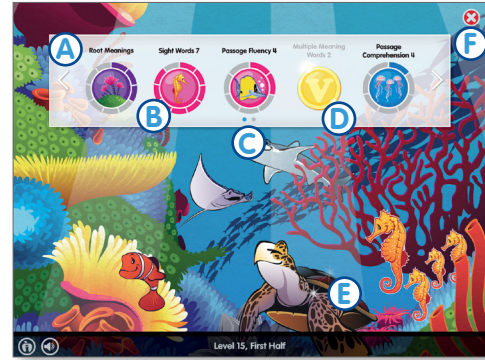 A
F
Root Meanings
Sight Words 7
Passage Fluency 4
Multiple Meaning
Words 2
Passage
Comprehension 4
V
B
D
C
E
Level 15, First Half